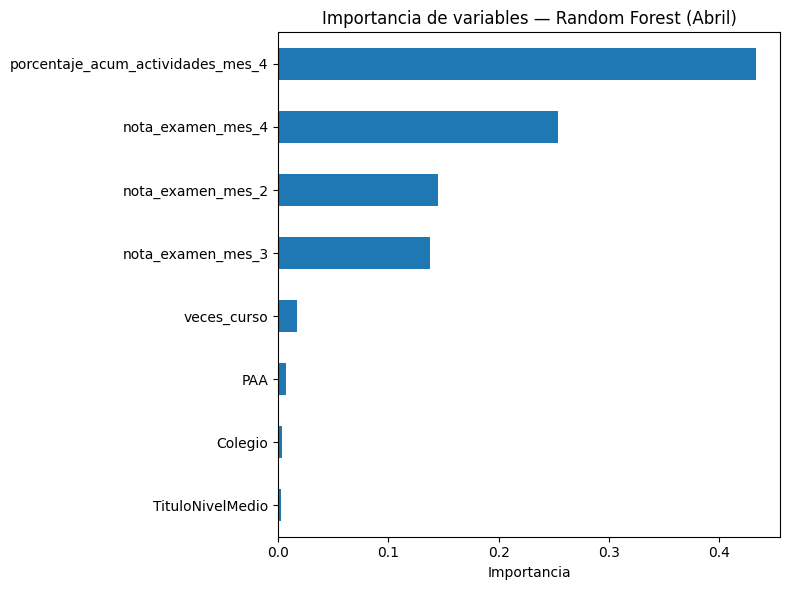 Importancia de variables — Random Forest (Abril)
porcentaje_acum_actividades_mes_4
nota_examen_mes_4
nota_examen_mes_2
nota_examen_mes_3
veces_curso
PAA
Colegio
TituloNivelMedio
0.0 0.1 0.2 0.3 0.4
Importancia